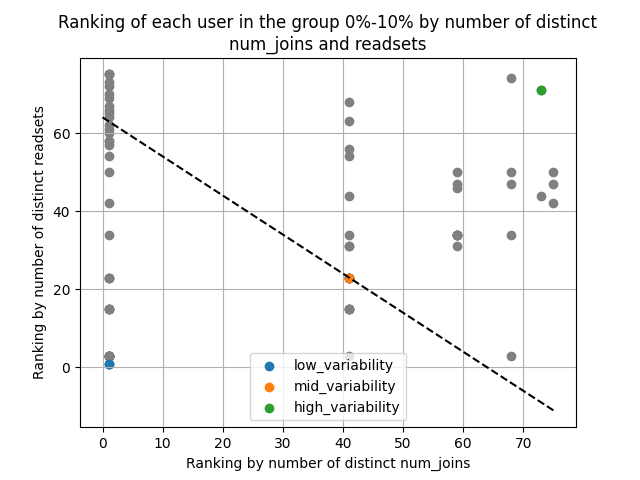 Ranking of each user in the group 0%-10% by number of distinct
num_joins and readsets
Ranking by number of distinct readsets
60
40
20
0
low_variability
mid_variability
high_variability
0 10 20 30 40 50 60 70
Ranking by number of distinct num_joins